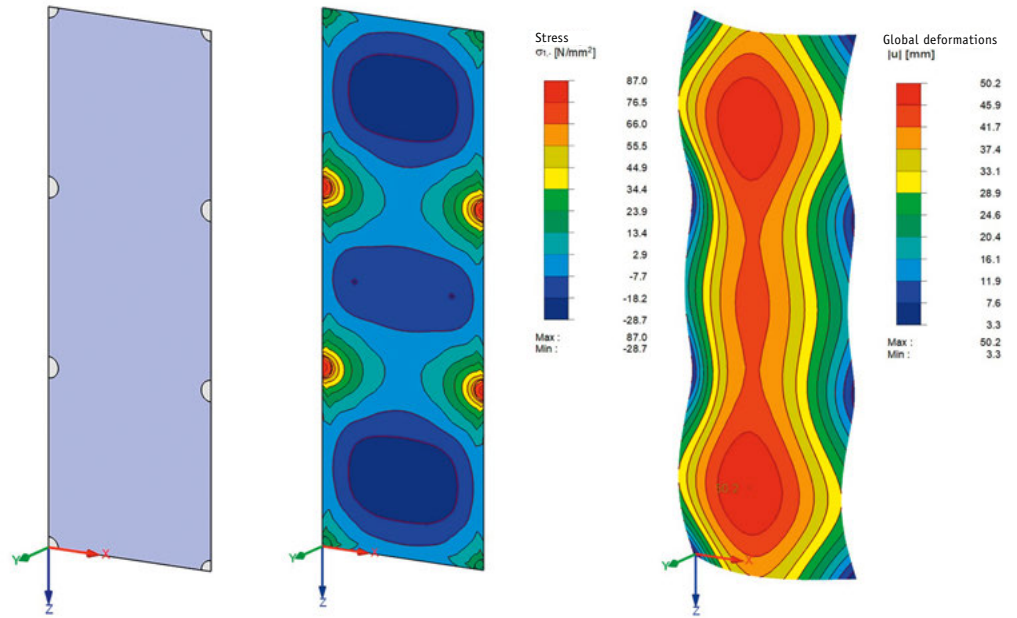 Stress
σ1,- [N/mm²]
87.0
76.5
66.0
55.5
44.9
34.4
23.9
13.4
2.9
-7.7
-18.2
-28.7
Max : 87.0
Min : -28.7
Global deformations
|u| [mm]
50.2
45.9
41.7
37.4
33.1
28.9
24.6
20.4
16.1
11.9
7.6
3.3
Max : 50.2
Min : 3.3
Y X
Z
Y X
Z
Y X
Z